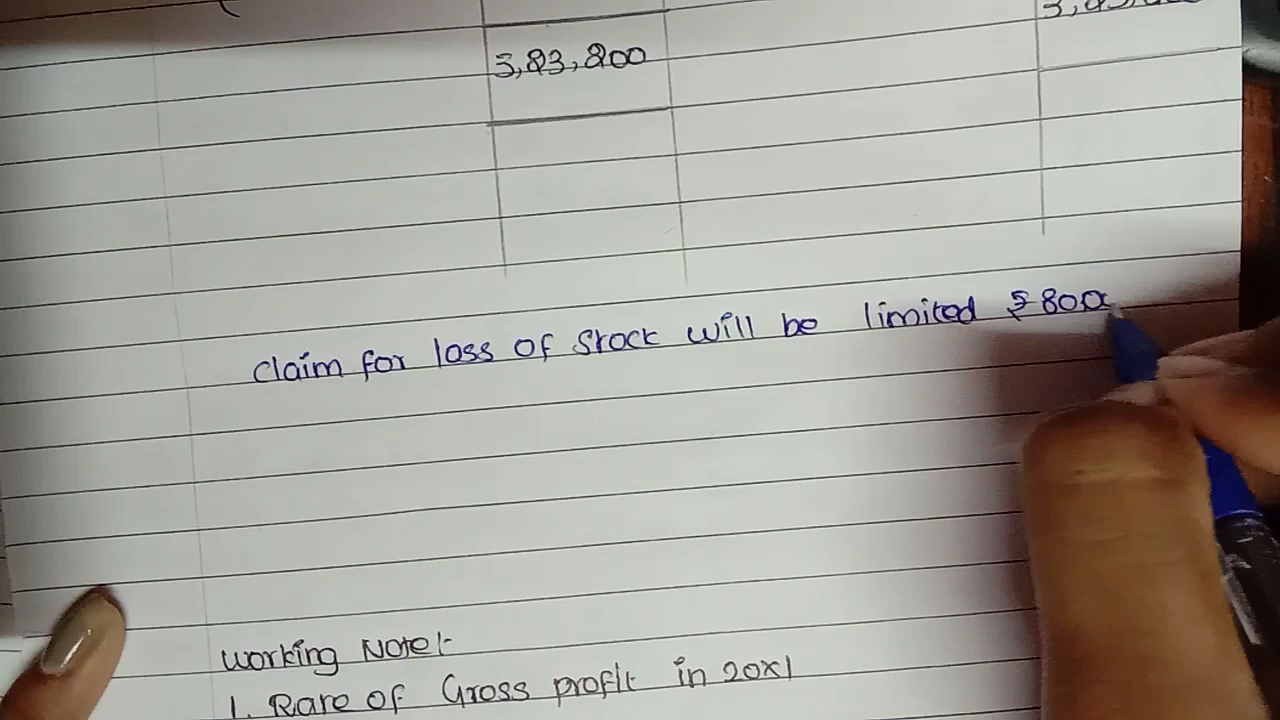 3,83,800
claim for loss of stock will be limited ₹ 800
Working Note:-
1. Rate of Gross profit in 20x1